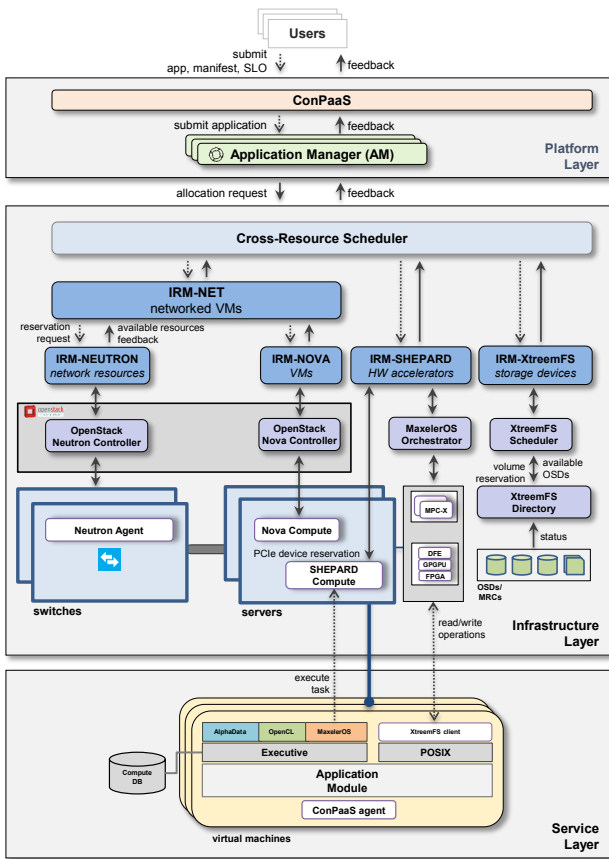 Users
submit
app, manifest, SLO
feedback
ConPaaS
submit application
feedback
Application Manager (AM)
Platform
Layer
allocation request
feedback
Cross-Resource Scheduler
IRM-NET
networked VMs
reservation
request
available resources
feedback
IRM-NEUTRON
network resources
IRM-NOVA
VMs
IRM-SHEPARD
HW accelerators
IRM-XtreemFS
storage devices
openstack
OpenStack
Neutron Controller
OpenStack
Nova Controller
MaxelerOS
Orchestrator
XtreemFS
Scheduler
volume
reservation
available
OSDs
XtreemFS
Directory
MPC-X
Neutron Agent
Nova Compute
PCIe device reservation
SHEPARD
Compute
DFE
GPGPU
FPGA
status
OSDs/
MRCs
switches
servers
read/write
operations
Infrastructure
Layer
execute
task
AlphaData
OpenCL
MaxelerOS
XtreemFS client
Executive
POSIX
Compute
DB
Application
Module
ConPaaS agent
virtual machines
Service
Layer